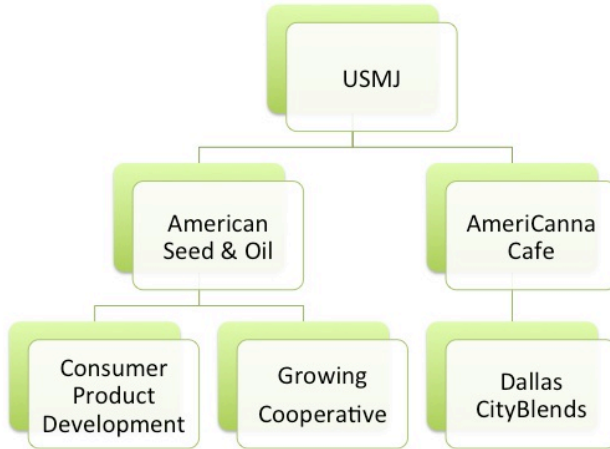 USMJ
American
Seed & Oil
AmeriCanna
Cafe
Consumer
Product
Development
Growing
Cooperative
Dallas
CityBlends